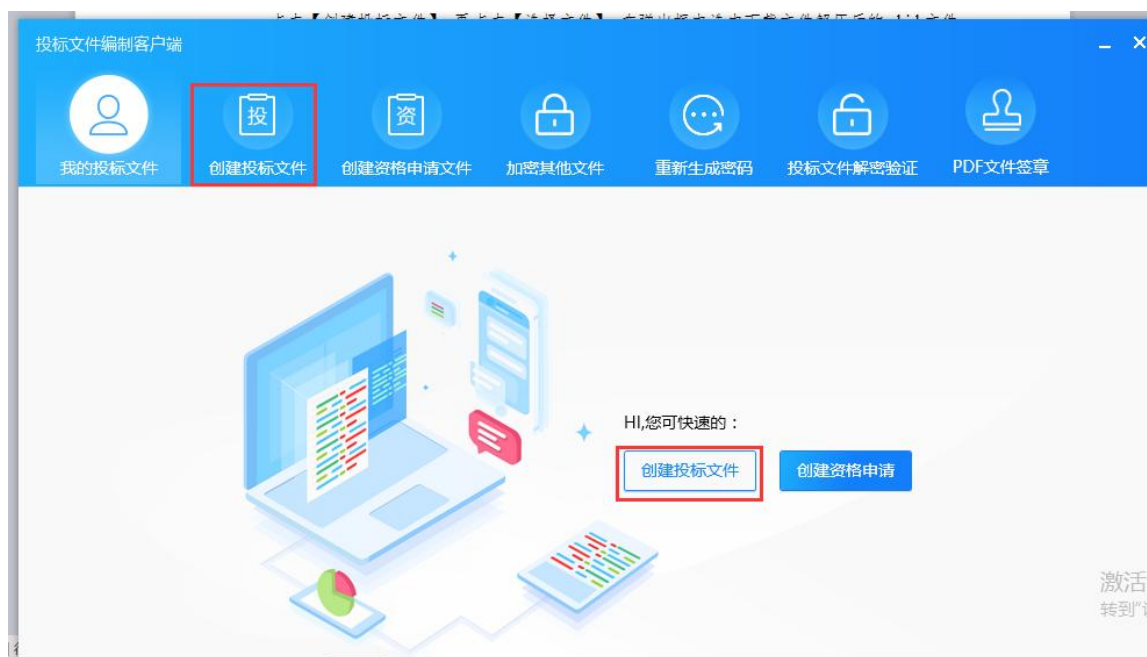 投标文件编制客户端
投
资
我的投标文件
创建投标文件
创建资格申请文件
加密其他文件
重新生成密码
投标文件解密验证
PDF文件签章
HI,您可快速的：
创建投标文件
创建资格申请
激活
转到"